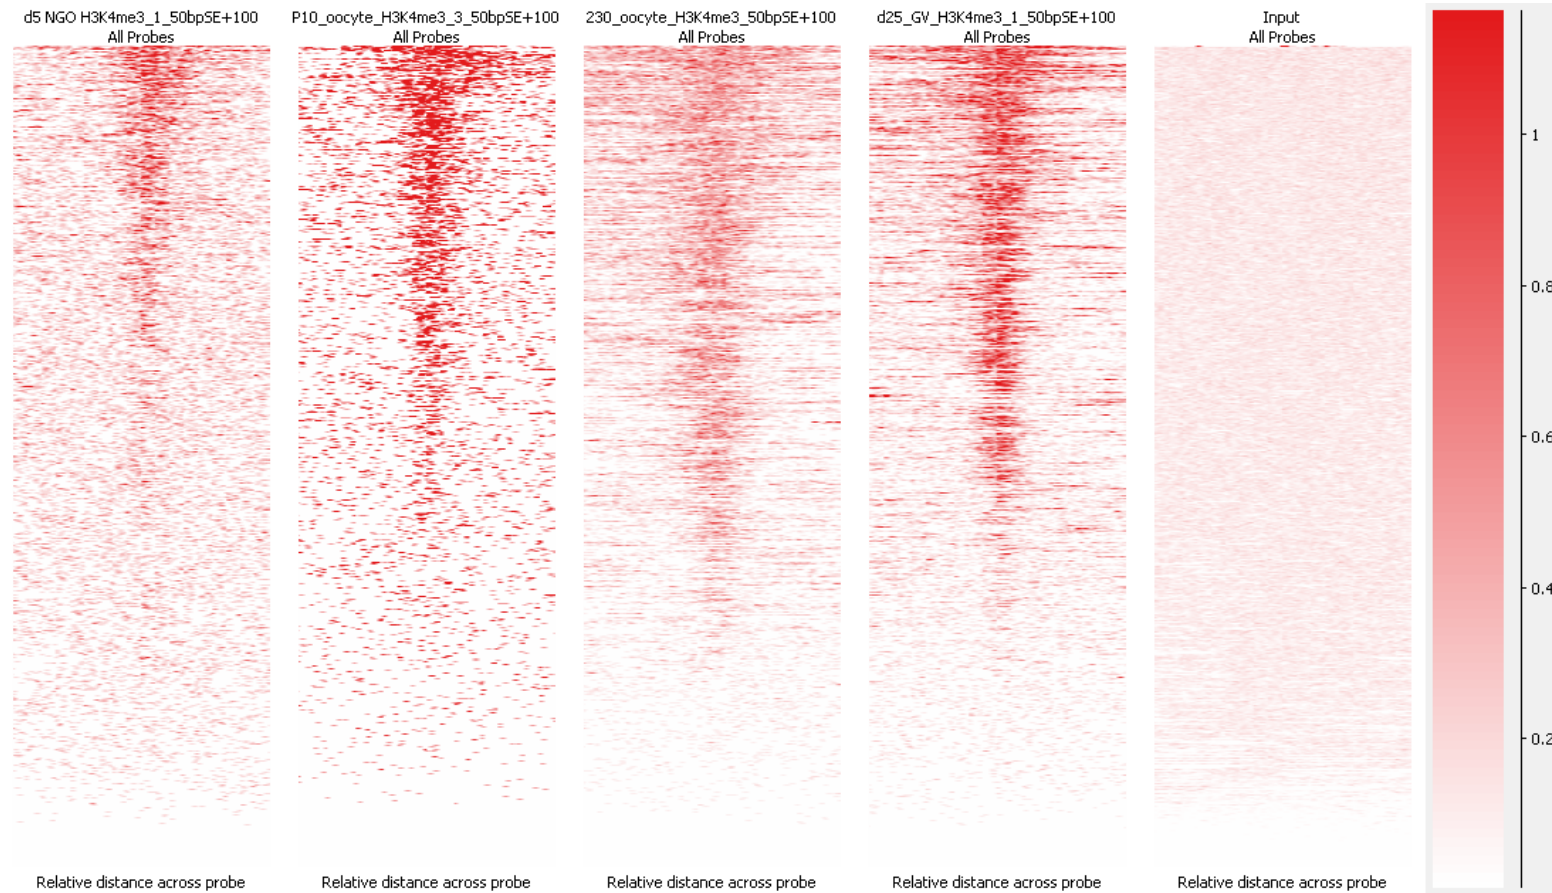 d5 NGO H3K4me3_1_50bpSE+100
All Probes
P10_oocyte_H3K4me3_3_50bpSE+100
All Probes
230_oocyte_H3K4me3_50bpSE+100
All Probes
d25_GV_H3K4me3_1_50bpSE+100
All Probes
Input
All Probes
1
0.8
0.6
0.4
0.2
Relative distance across probe
Relative distance across probe
Relative distance across probe
Relative distance across probe
Relative distance across probe